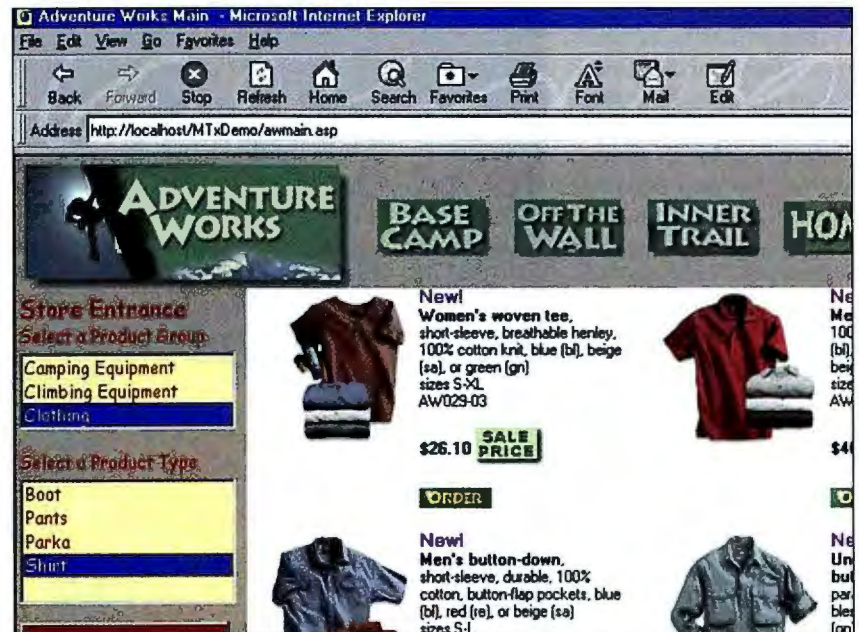 Adventure Works Main - Microsoft Internet Explorer
File Edit View Go Favorites Help
Back Forward Stop Refresh Home Search Favorites Print Font Mail Edit
Address http://localhost/MTxDemo/awmain.asp
ADVENTURE WORKS
BASE CAMP
OFF THE WALL
INNER TRAIL
Store Entrance
Select a Product Group
Camping Equipment
Climbing Equipment
Clothing
Select a Product Type
Boot
Pants
Parka
Shirt
New!
Women's woven tee,
short-sleeve, breathable henley,
100% cotton knit, blue (bl), beige
(sa), or green (gn)
sizes S-XL
AW029-03
$26.10 SALE PRICE
ORDER
New!
Men's button-down,
short-sleeve, durable, 100%
cotton, button-flap pockets, blue
(bl), red (re), or beige (sa)
sizes S-L